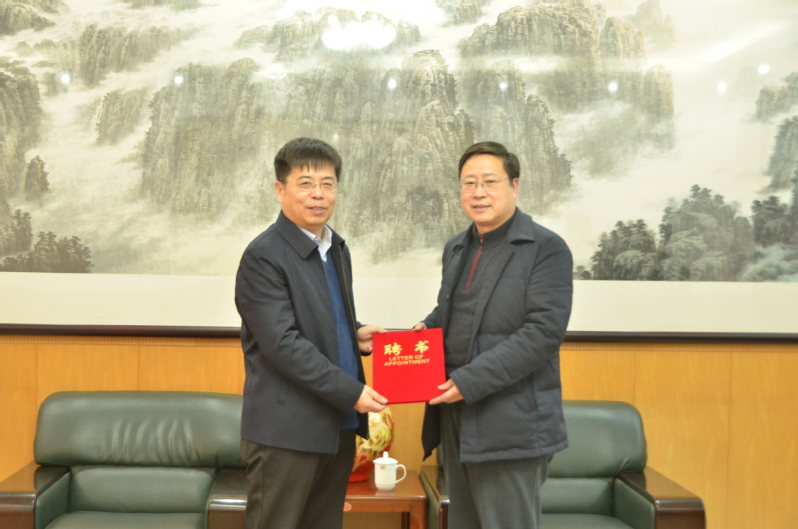 聘书
LETTER OF
APPOINTMENT